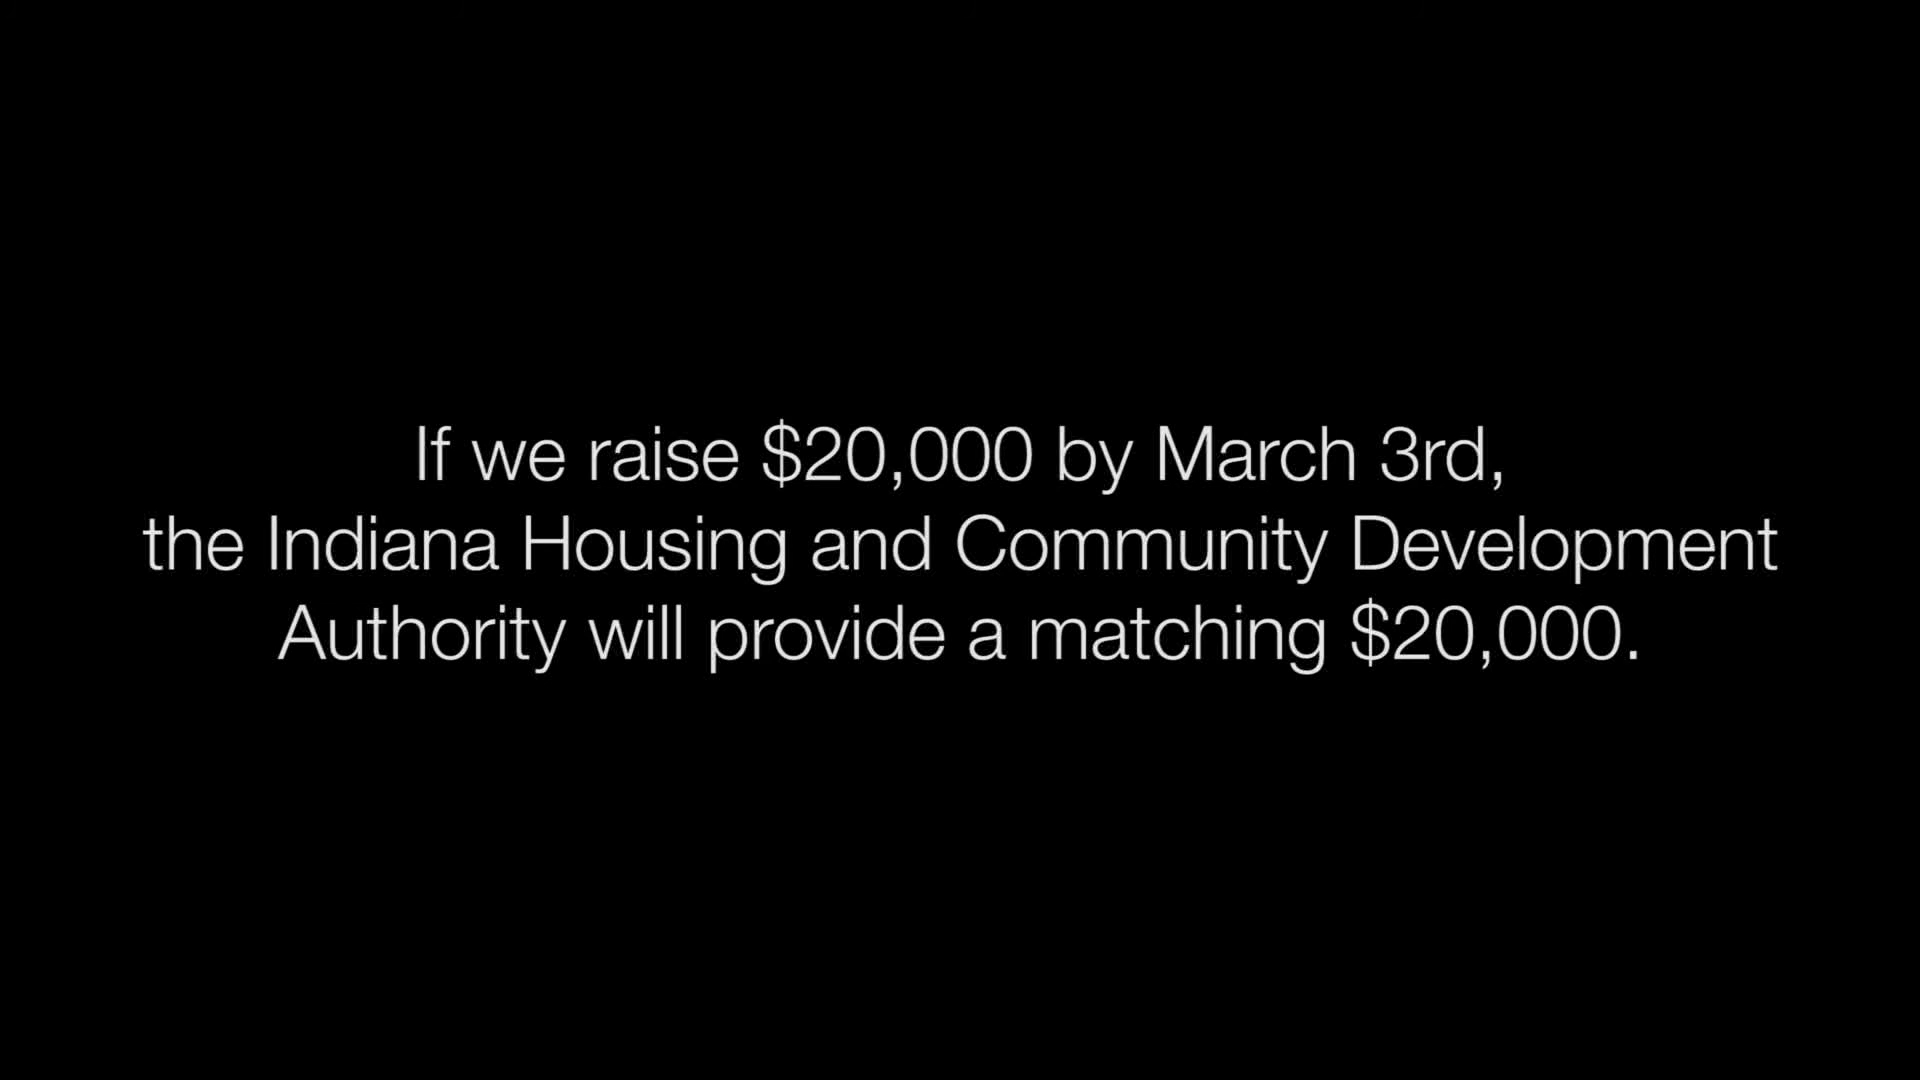 If we raise $20,000 by March 3rd,
the Indiana Housing and Community Development
Authority will provide a matching $20,000.